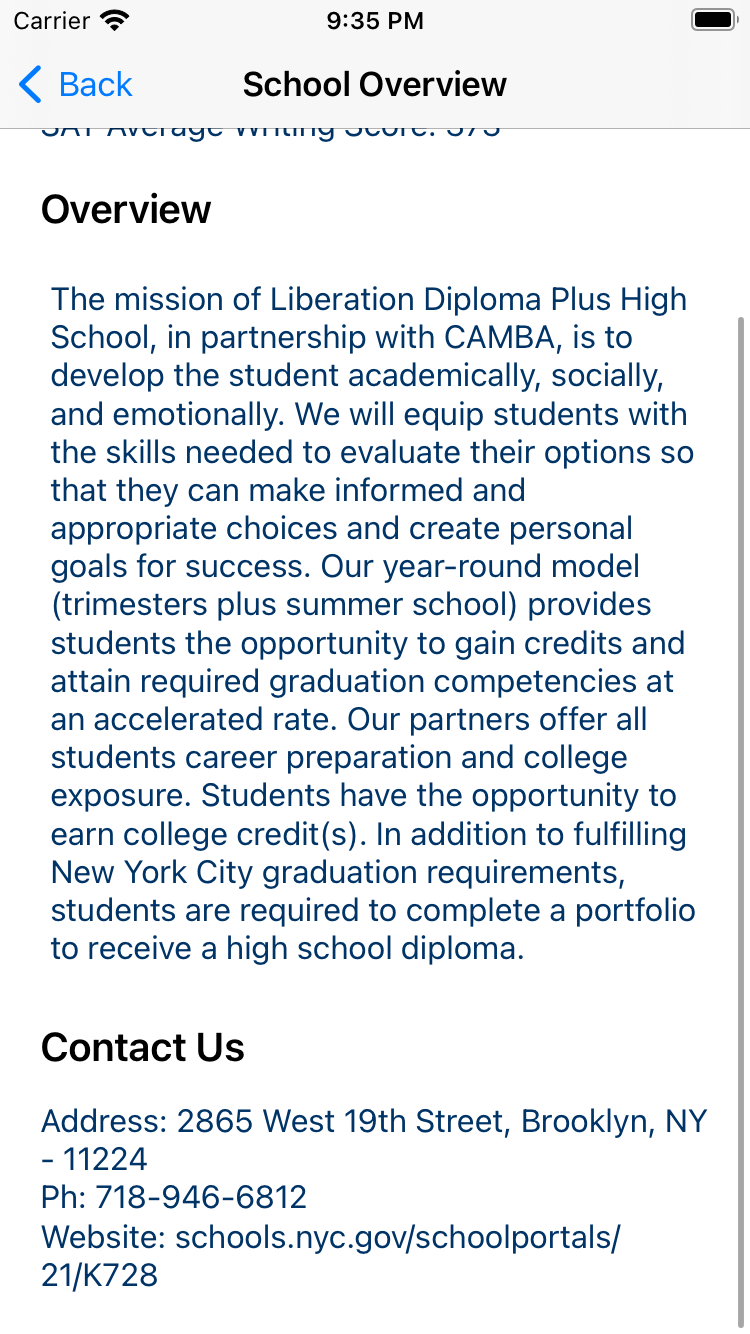 Carrier 9:35 PM
Back School Overview
SAT Average Writing Score: 373
Overview
The mission of Liberation Diploma Plus High
School, in partnership with CAMBA, is to
develop the student academically, socially,
and emotionally. We will equip students with
the skills needed to evaluate their options so
that they can make informed and
appropriate choices and create personal
goals for success. Our year-round model
(trimesters plus summer school) provides
students the opportunity to gain credits and
attain required graduation competencies at
an accelerated rate. Our partners offer all
students career preparation and college
exposure. Students have the opportunity to
earn college credit(s). In addition to fulfilling
New York City graduation requirements,
students are required to complete a portfolio
to receive a high school diploma.
Contact Us
Address: 2865 West 19th Street, Brooklyn, NY
- 11224
Ph: 718-946-6812
Website: schools.nyc.gov/schoolportals/
21/K728